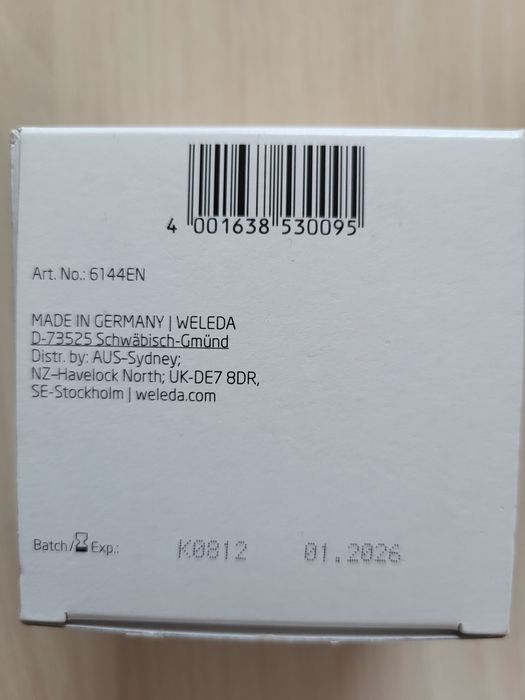 4 001638 530095
Art. No.: 6144EN
MADE IN GERMANY | WELEDA
D-73525 Schwäbisch-Gmünd
Distr. by: AUS-Sydney;
NZ-Havelock North; UK-DE7 8DR,
SE-Stockholm | weleda.com
Batch/ Exp.: K0812 01.2026